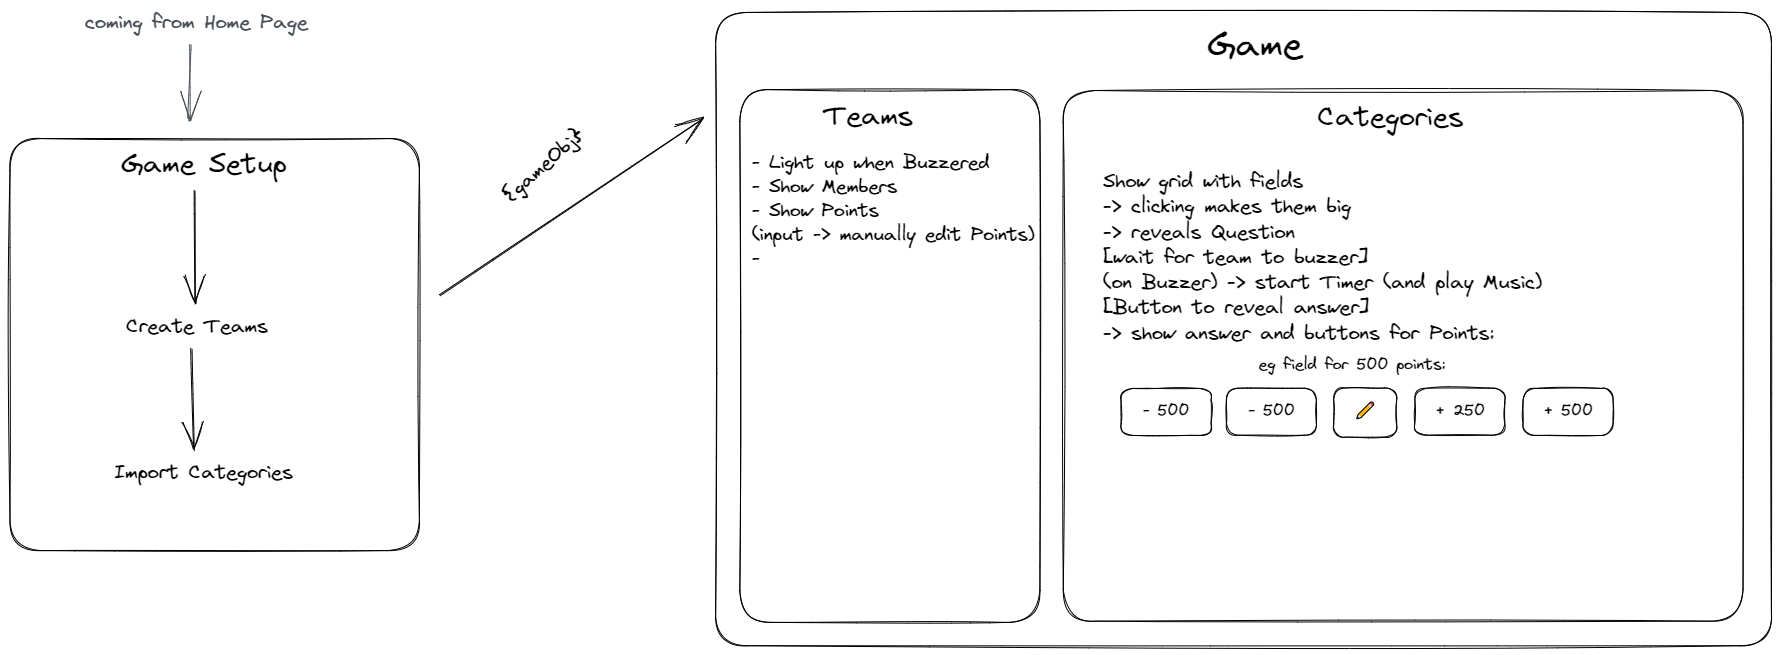 coming from Home Page
Game Setup
Create Teams
Import Categories
{gameObj}
Game
Teams
- Light up when Buzzered
- Show Members
- Show Points
(input -> manually edit Points)
-
Categories
Show grid with fields
-> clicking makes them big
-> reveals Question
[wait for team to buzzer]
(on Buzzer) -> start Timer (and play Music)
[Button to reveal answer]
-> show answer and buttons for Points:
eg field for 500 points:
- 500
- 500
✏️
+ 250
+ 500